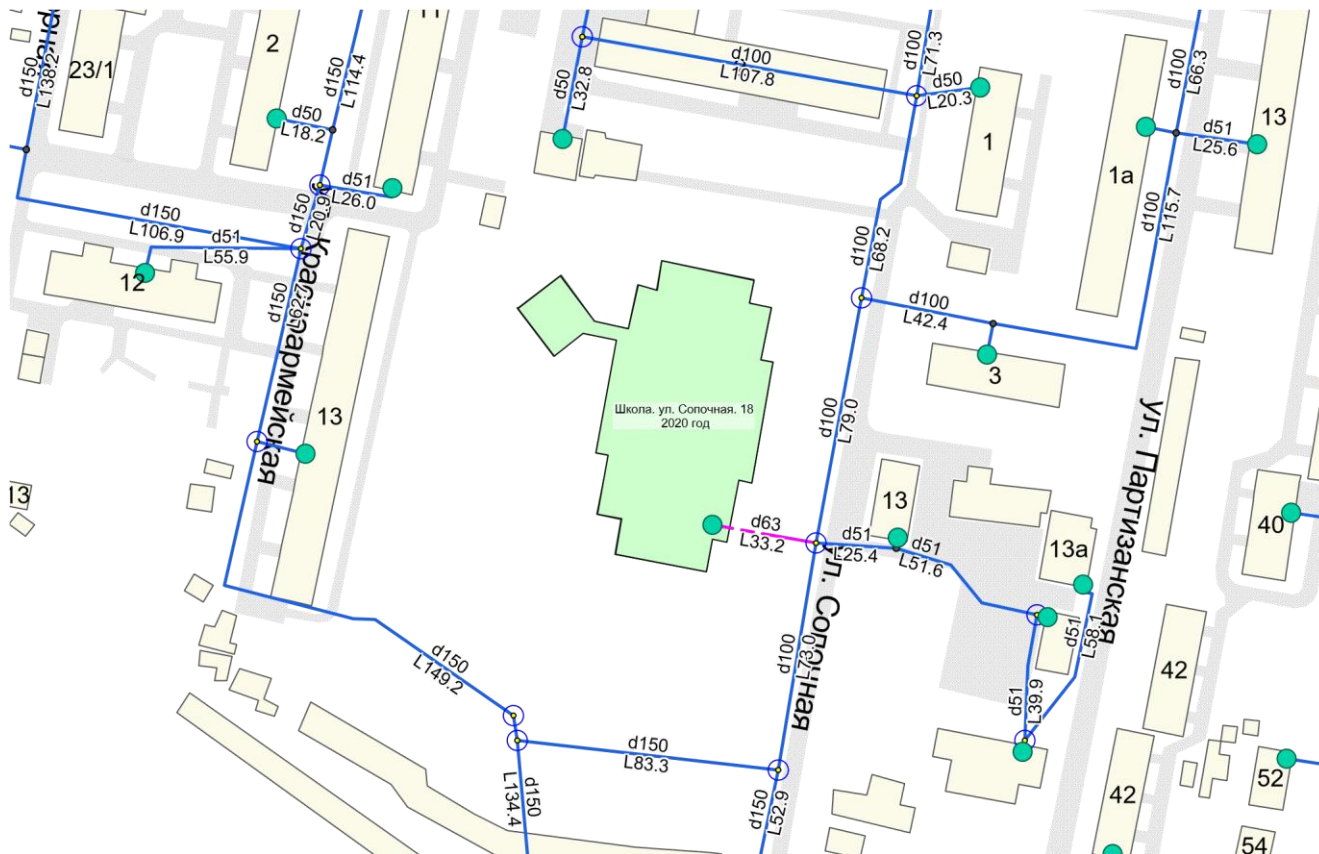 2
23/1
d150
L138.2
d150
L114.4
d50
L18.2
d51
L26.0
d150
L20.9
d150
L106.9
d51
L55.9
12
d150
L62.7
Красноармейская
13
13
d150
L149.2
d150
L83.3
d150
L134.4
d50
L32.8
d100
L107.8
d100
L71.3
d50
L20.3
1
d100
L68.2
d100
L42.4
3
d100
L79.0
Школа. ул. Сопочная. 18
2020 год
d63
L33.2
d51
L25.4
d51
L51.6
13
d100
L73.0
ул. Сопочная
d150
L52.9
1а
d100
L66.3
d51
L25.6
13
d100
L115.7
ул. Партизанская
13а
d51
L58.1
d51
L39.9
40
42
42
52
54